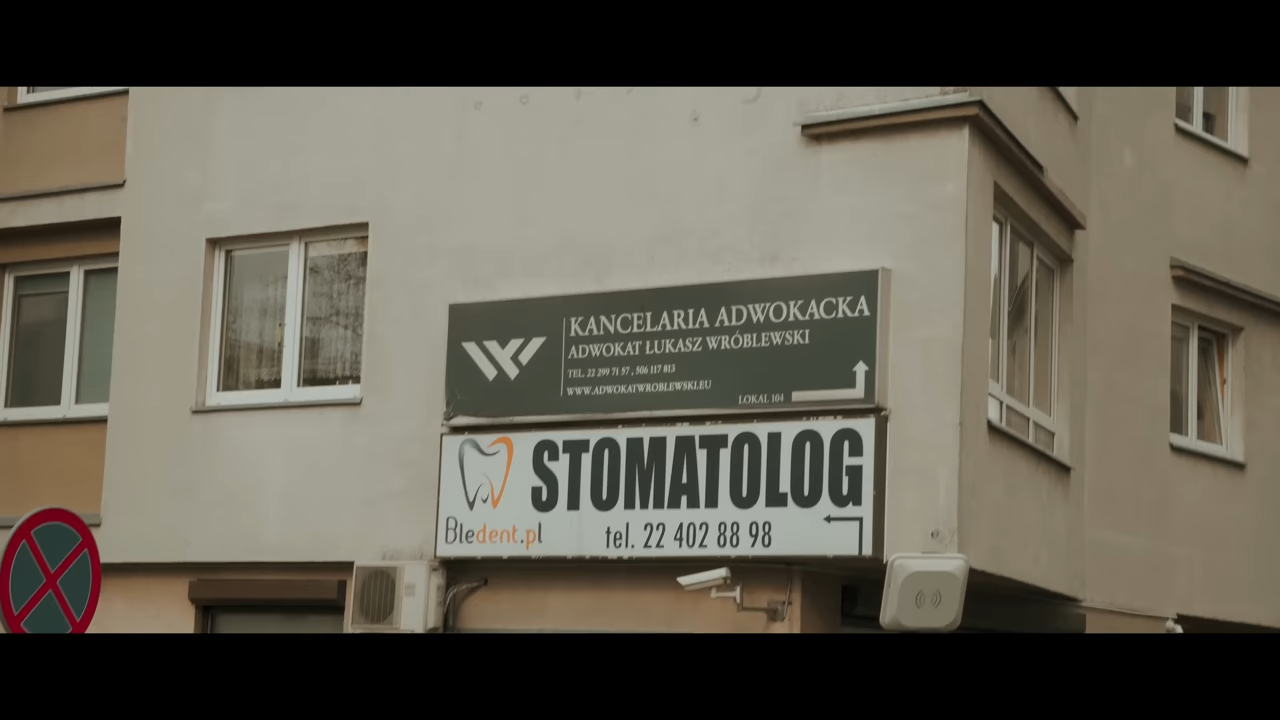 KANCELARIA ADWOKACKA
ADWOKAT ŁUKASZ WRÓBLEWSKI
TEL. 22 299 71 57 , 506 117 813
WWW.ADWOKATWROBLEWSKI.EU
LOKAL 104
STOMATOLOG
Bledent.pl
tel. 22 402 88 98